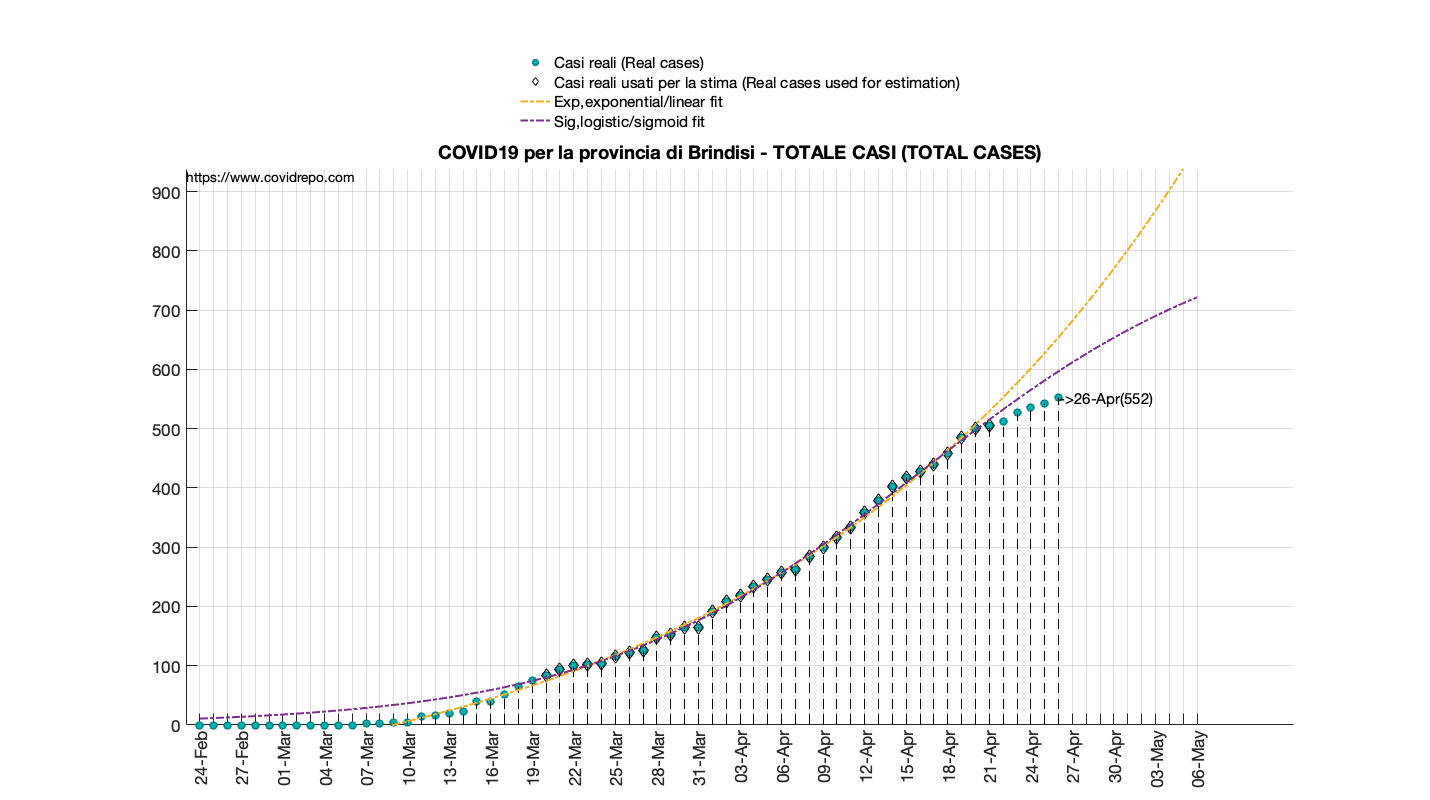 Casi reali (Real cases)
Casi reali usati per la stima (Real cases used for estimation)
Exp,exponential/linear fit
Sig,logistic/sigmoid fit
COVID19 per la provincia di Brindisi - TOTALE CASI (TOTAL CASES)
https://www.covidrepo.com
900
800
700
600
500
400
300
200
100
0
->26-Apr(552)
24-Feb
27-Feb
01-Mar
04-Mar
07-Mar
10-Mar
13-Mar
16-Mar
19-Mar
22-Mar
25-Mar
28-Mar
31-Mar
03-Apr
06-Apr
09-Apr
12-Apr
15-Apr
18-Apr
21-Apr
24-Apr
27-Apr
30-Apr
03-May
06-May